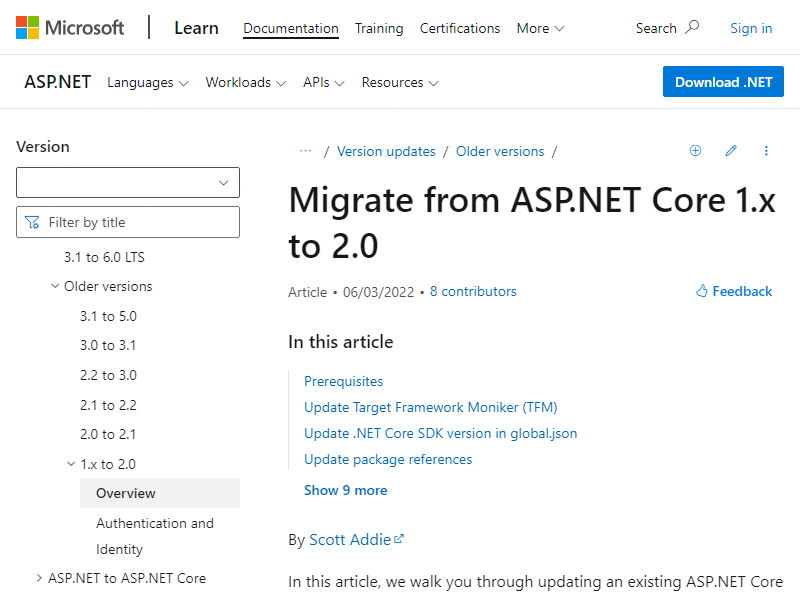 Microsoft
Learn
Documentation
Training
Certifications
More
Search
Sign in
ASP.NET
Languages
Workloads
APIs
Resources
Download .NET
Version
Filter by title
3.1 to 6.0 LTS
Older versions
3.1 to 5.0
3.0 to 3.1
2.2 to 3.0
2.1 to 2.2
2.0 to 2.1
1.x to 2.0
Overview
Authentication and
Identity
ASP.NET to ASP.NET Core
... / Version updates / Older versions /
Migrate from ASP.NET Core 1.x
to 2.0
Article • 06/03/2022 • 8 contributors
Feedback
In this article
Prerequisites
Update Target Framework Moniker (TFM)
Update .NET Core SDK version in global.json
Update package references
Show 9 more
By Scott Addie
In this article, we walk you through updating an existing ASP.NET Core